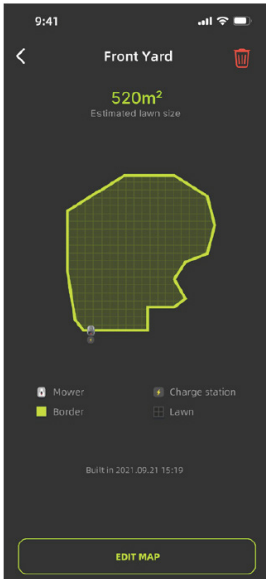 9:41
Front Yard
520m²
Estimated lawn size
Mower
Charge station
Border
Lawn
Built in 2021.09.21 15:19
EDIT MAP